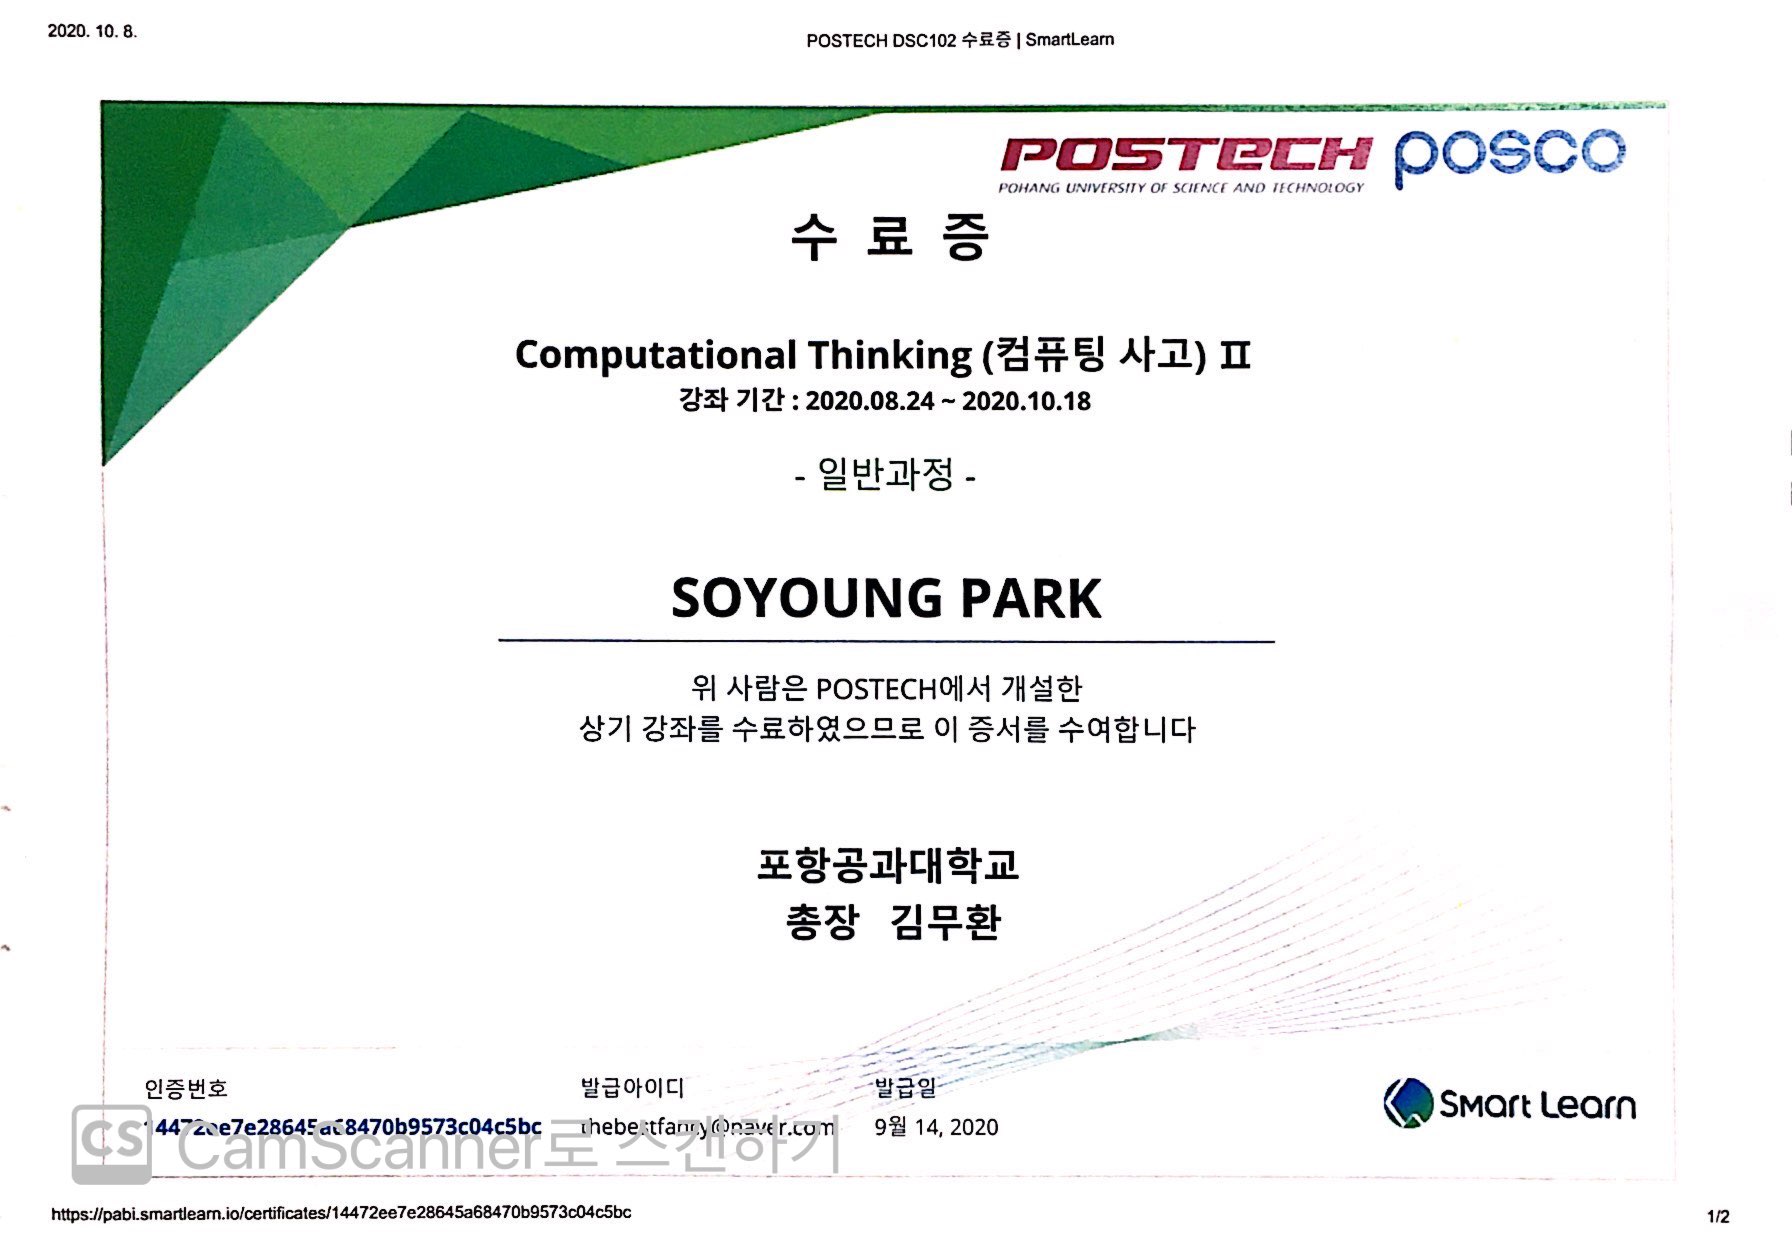 2020. 10. 8.
POSTECH DSC102 수료증 | SmartLearn
POSTECH posco
POHANG UNIVERSITY OF SCIENCE AND TECHNOLOGY
수 료 증
Computational Thinking (컴퓨팅 사고) Ⅱ
강좌 기간 : 2020.08.24 ~ 2020.10.18
- 일반과정 -
SOYOUNG PARK
위 사람은 POSTECH에서 개설한
상기 강좌를 수료하였으므로 이 증서를 수여합니다
포항공과대학교
총장 김무환
인증번호 발급아이디 발급일
14472ee7e28645a68470b9573c04c5bc thebestfancy@naver.com 9월 14, 2020
Smart Learn
CS CamScanner로 스캔하기
https://pabi.smartlearn.io/certificates/14472ee7e28645a68470b9573c04c5bc
1/2